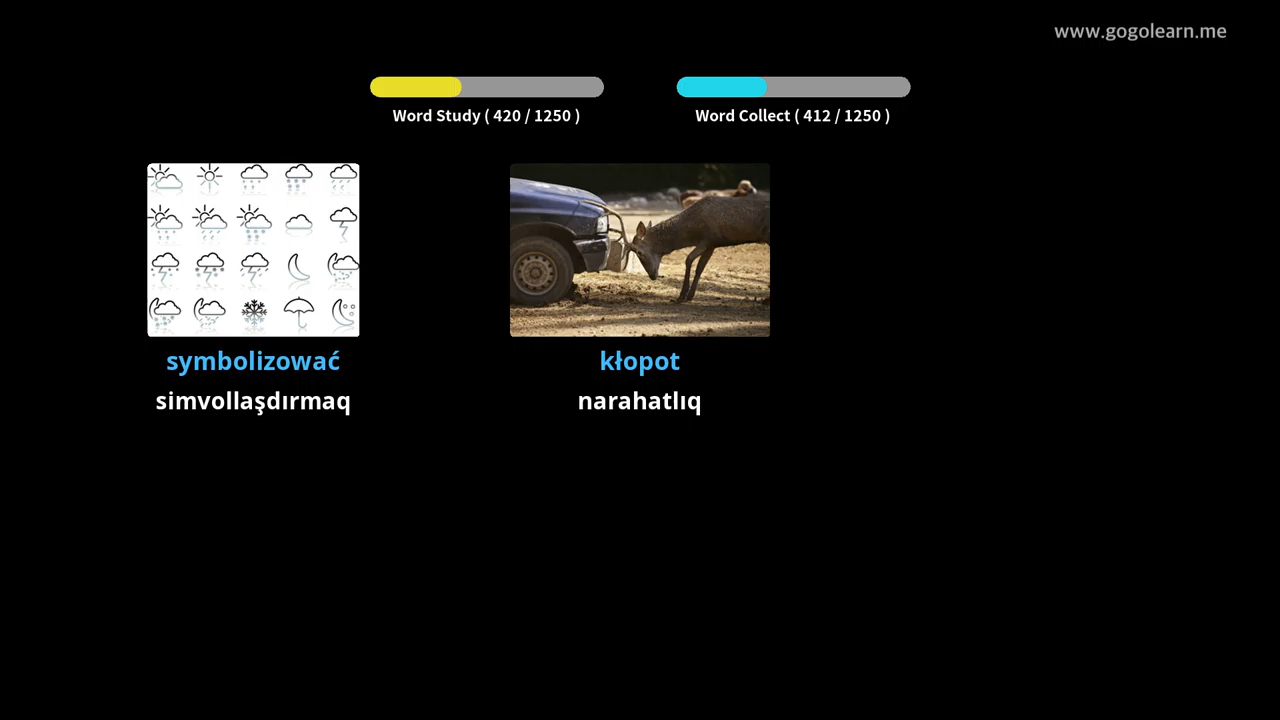 www.gogolearn.me
Word Study ( 420 / 1250 )
Word Collect ( 412 / 1250 )
symbolizować
kłopot
simvollaşdırmaq
narahatlıq